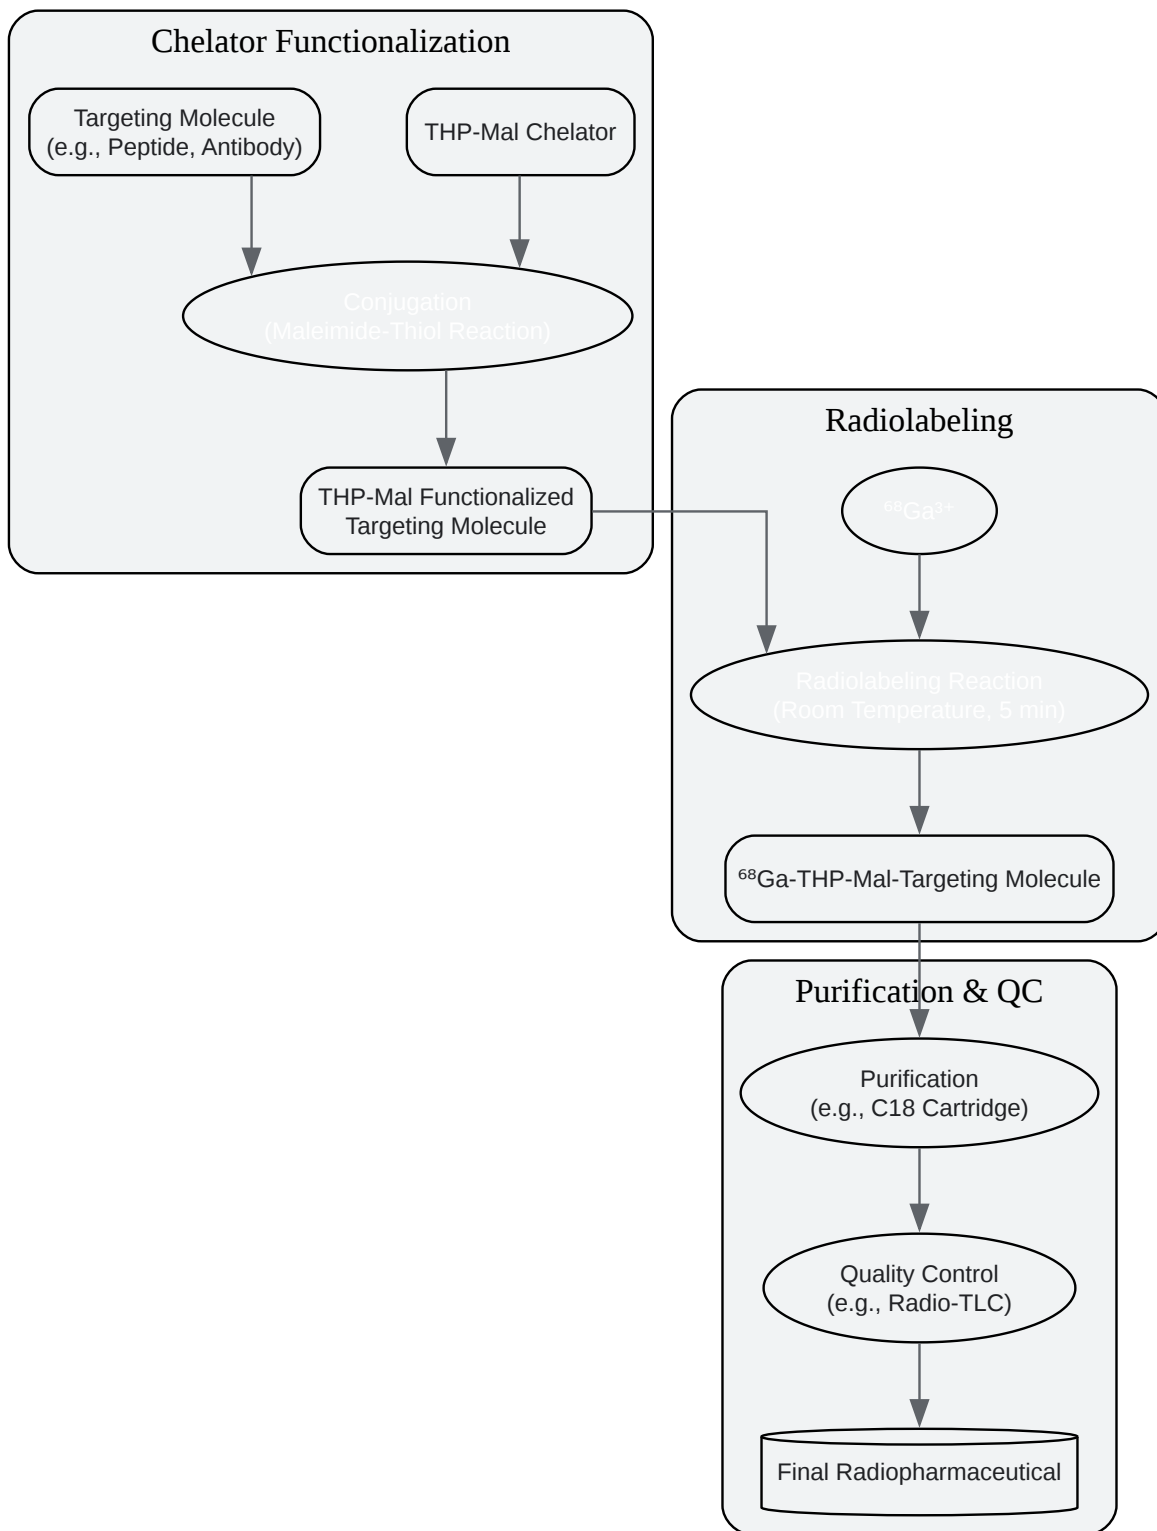 Chelator Functionalization
Targeting Molecule
(e.g., Peptide, Antibody)
THP-Mal Chelator
Conjugation
(Maleimide-Thiol Reaction)
THP-Mal Functionalized
Targeting Molecule
Radiolabeling
⁶⁸Ga³⁺
Radiolabeling Reaction
(Room Temperature, 5 min)
⁶⁸Ga-THP-Mal-Targeting Molecule
Purification & QC
Purification
(e.g., C18 Cartridge)
Quality Control
(e.g., Radio-TLC)
Final Radiopharmaceutical